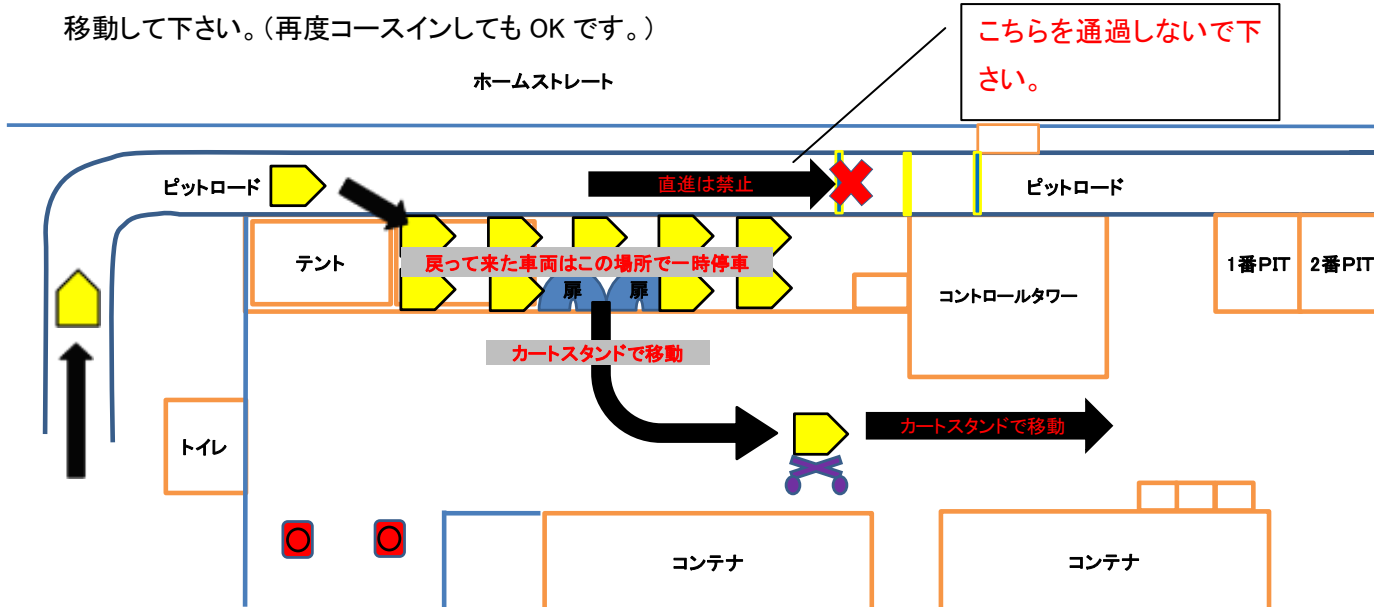 移動して下さい。（再度コースインしても OK です。）
こちらを通過しないで下
さい。
ホームストレート
ピットロード
直進は禁止
ピットロード
テント
戻って来た車両はこの場所で一時停車
扉
扉
コントロールタワー
1番PIT
2番PIT
カートスタンドで移動
トイレ
カートスタンドで移動
コンテナ
コンテナ